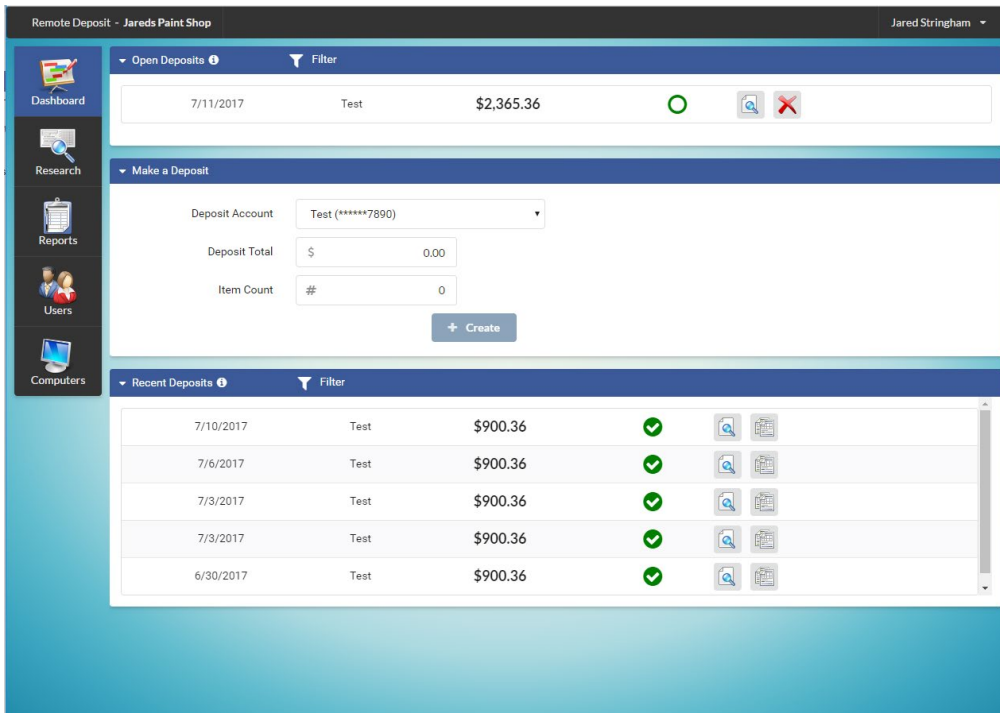 Remote Deposit - Jareds Paint Shop
Jared Stringham
Dashboard
Research
Reports
Users
Computers
Open Deposits Filter
7/11/2017 Test $2,365.36
Make a Deposit
Deposit Account Test (******7890)
Deposit Total $ 0.00
Item Count # 0
+ Create
Recent Deposits Filter
7/10/2017 Test $900.36
7/6/2017 Test $900.36
7/3/2017 Test $900.36
7/3/2017 Test $900.36
6/30/2017 Test $900.36